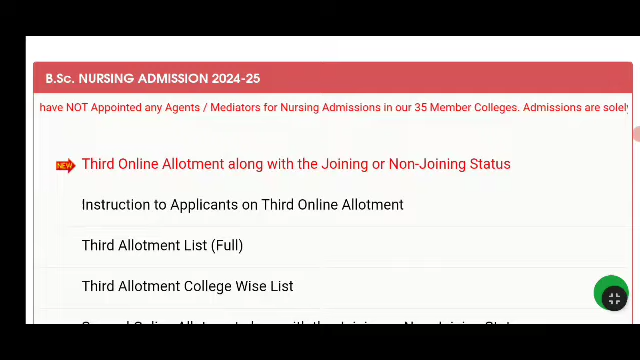 B.Sc. NURSING ADMISSION 2024-25
have NOT Appointed any Agents / Mediators for Nursing Admissions in our 35 Member Colleges. Admissions are solely
NEW
Third Online Allotment along with the Joining or Non-Joining Status
Instruction to Applicants on Third Online Allotment
Third Allotment List (Full)
Third Allotment College Wise List